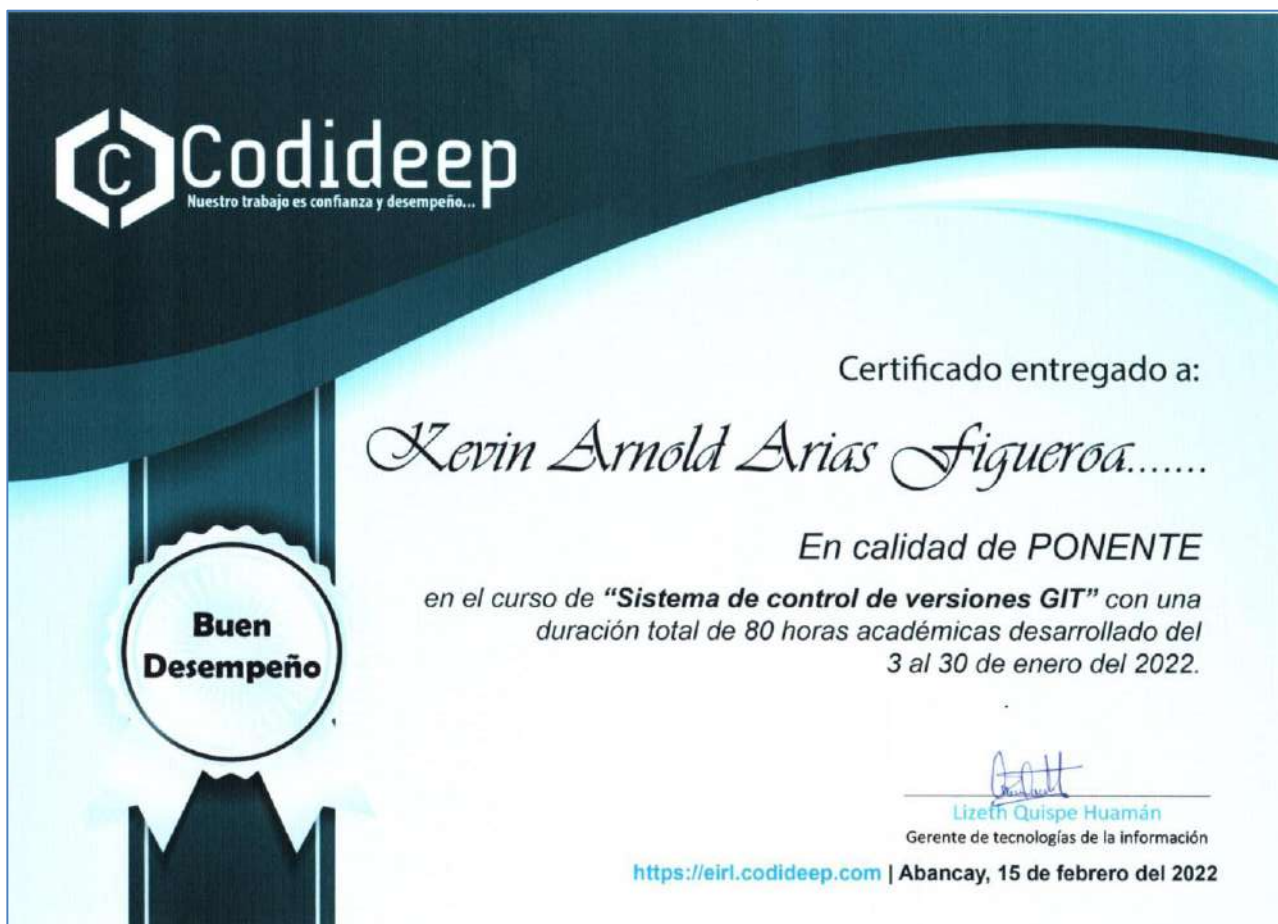 C
Codideep
Nuestro trabajo es confianza y desempeño...
Certificado entregado a:
Kevin Arnold Arias Figueroa.......
En calidad de PONENTE
en el curso de “Sistema de control de versiones GIT” con una
duración total de 80 horas académicas desarrollado del
3 al 30 de enero del 2022.
Buen
Desempeño
Lizeth Quispe Huamán
Gerente de tecnologías de la información
https://eirl.codideep.com | Abancay, 15 de febrero del 2022